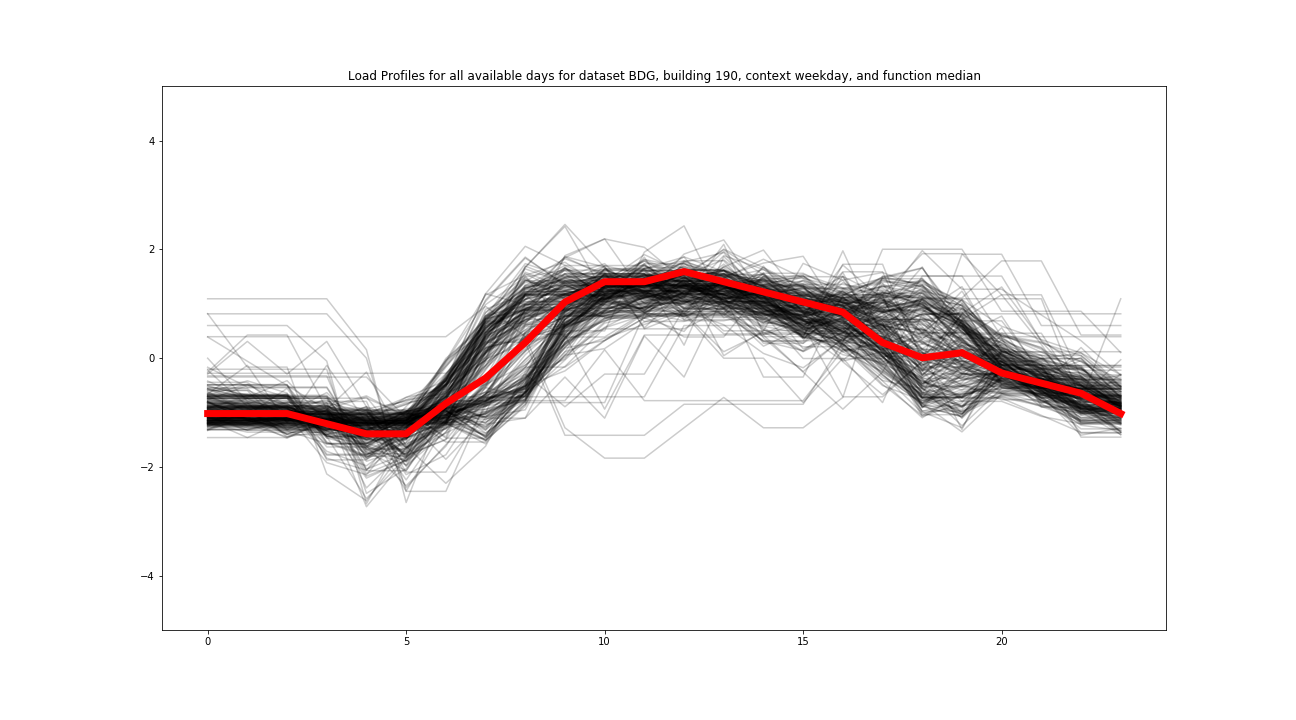 Load Profiles for all available days for dataset BDG, building 190, context weekday, and function median
4
2
0
−2
−4
0 5 10 15 20